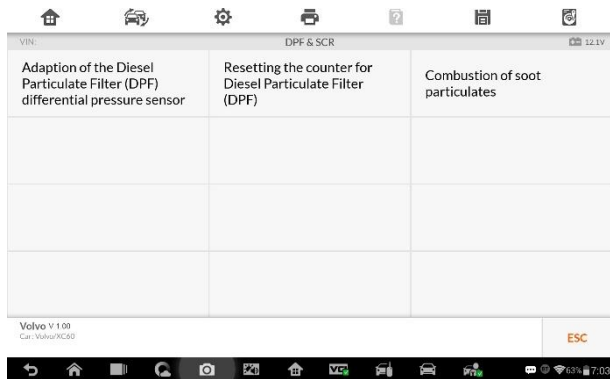 VIN:
DPF & SCR
12.1V
Adaption of the Diesel
Particulate Filter (DPF)
differential pressure sensor
Resetting the counter for
Diesel Particulate Filter
(DPF)
Combustion of soot
particulates
Volvo V 1.00
Car: Volvo/XC60
ESC
VCI
63% 7:03